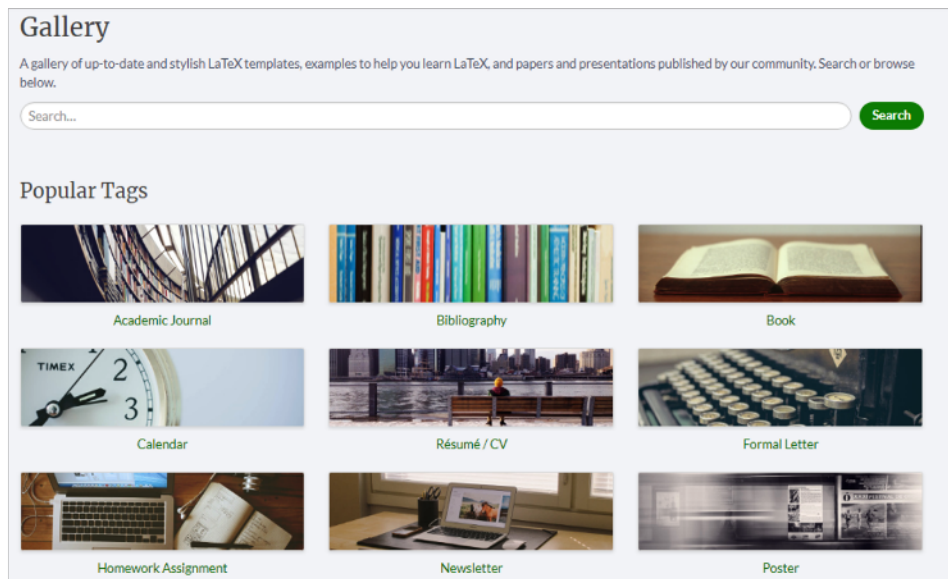 Gallery
A gallery of up-to-date and stylish LaTeX templates, examples to help you learn LaTeX, and papers and presentations published by our community. Search or browse
below.
Search...
Search
Popular Tags
Academic Journal
Bibliography
Book
TIMEX
2
3
Calendar
Résumé / CV
Formal Letter
Homework Assignment
Newsletter
Poster